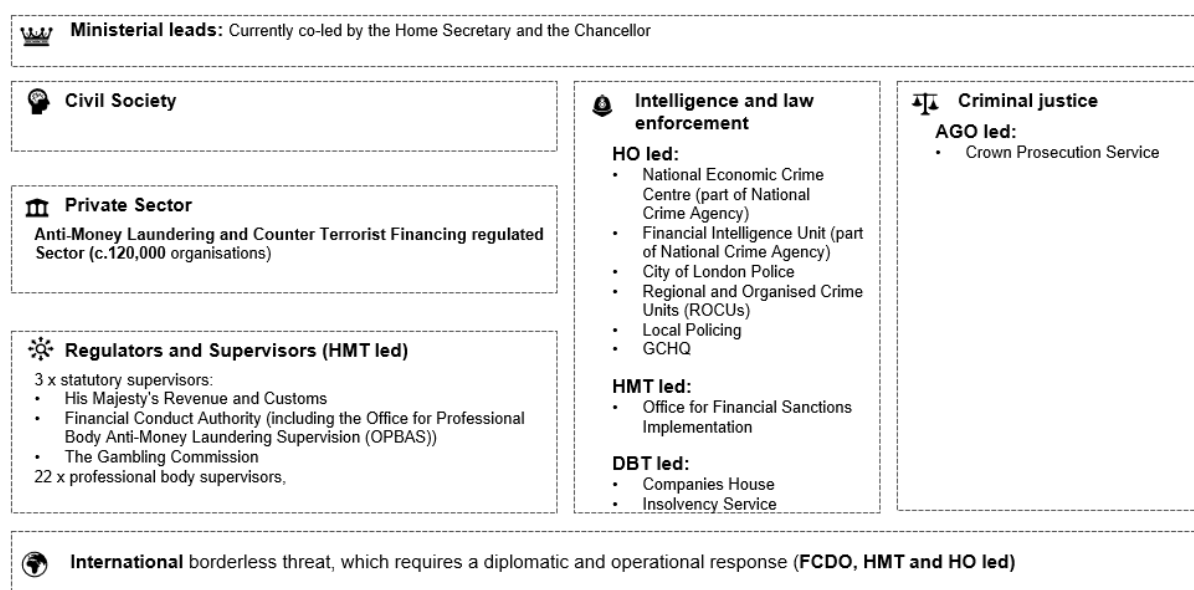 Ministerial leads: Currently co-led by the Home Secretary and the Chancellor
Civil Society
Private Sector
Anti-Money Laundering and Counter Terrorist Financing regulated
Sector (c.120,000 organisations)
Regulators and Supervisors (HMT led)
3 x statutory supervisors:
• His Majesty's Revenue and Customs
• Financial Conduct Authority (including the Office for Professional
Body Anti-Money Laundering Supervision (OPBAS))
• The Gambling Commission
22 x professional body supervisors,
Intelligence and law
enforcement
HO led:
• National Economic Crime
Centre (part of National
Crime Agency)
• Financial Intelligence Unit (part
of National Crime Agency)
• City of London Police
• Regional and Organised Crime
Units (ROCUs)
• Local Policing
• GCHQ
HMT led:
• Office for Financial Sanctions
Implementation
DBT led:
• Companies House
• Insolvency Service
Criminal justice
AGO led:
• Crown Prosecution Service
International borderless threat, which requires a diplomatic and operational response (FCDO, HMT and HO led)